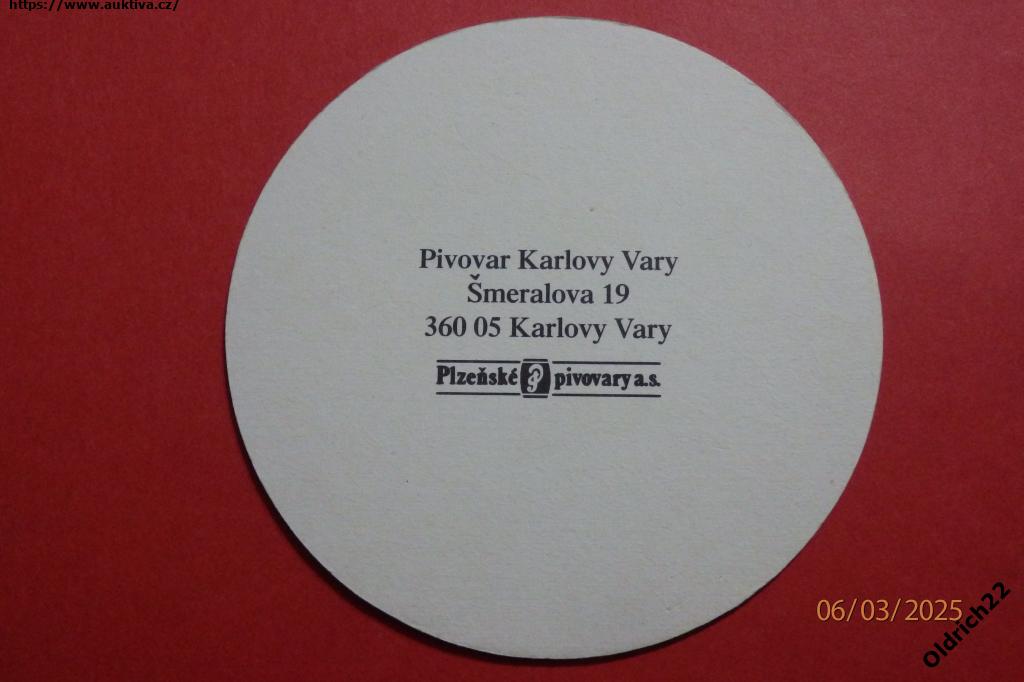 https://www.auktiva.cz/
Pivovar Karlovy Vary
Šmeralova 19
360 05 Karlovy Vary
Plzeňské pivovary a.s.
06/03/2025
Oldrich22